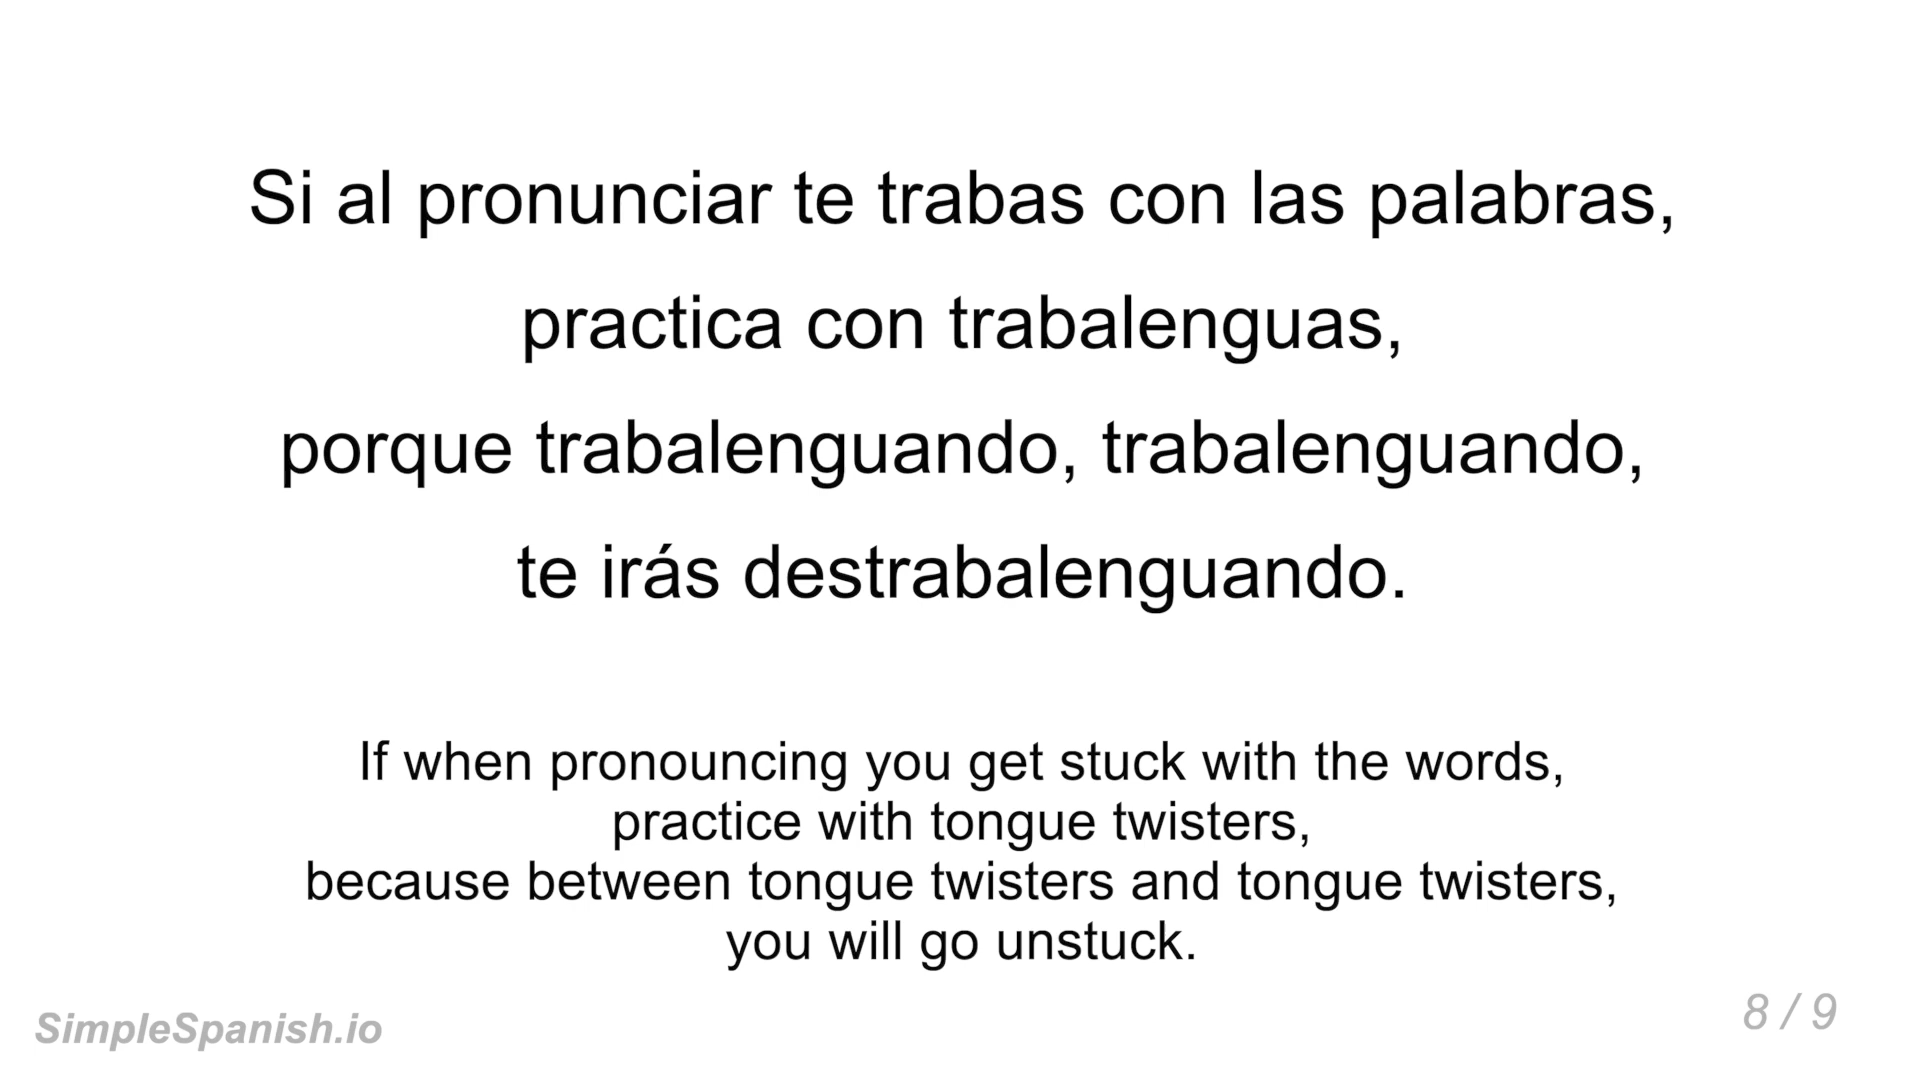 Si al pronunciar te trabas con las palabras,
practica con trabalenguas,
porque trabalenguando, trabalenguando,
te irás destrabalenguando.
If when pronouncing you get stuck with the words,
practice with tongue twisters,
because between tongue twisters and tongue twisters,
you will go unstuck.
SimpleSpanish.io
8 / 9